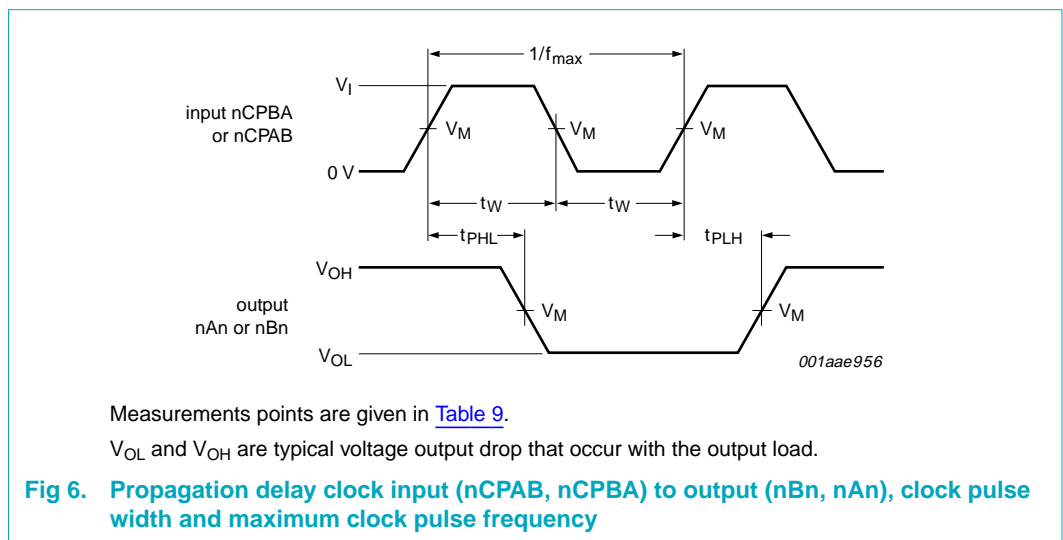 1/fmax
VI
input nCPBA
or nCPAB
VM
VM
VM
0 V
tW
tW
tPHL
tPLH
VOH
output
nAn or nBn
VM
VM
VOL
001aae956
Measurements points are given in Table 9.
VOL and VOH are typical voltage output drop that occur with the output load.
Fig 6. Propagation delay clock input (nCPAB, nCPBA) to output (nBn, nAn), clock pulse
width and maximum clock pulse frequency